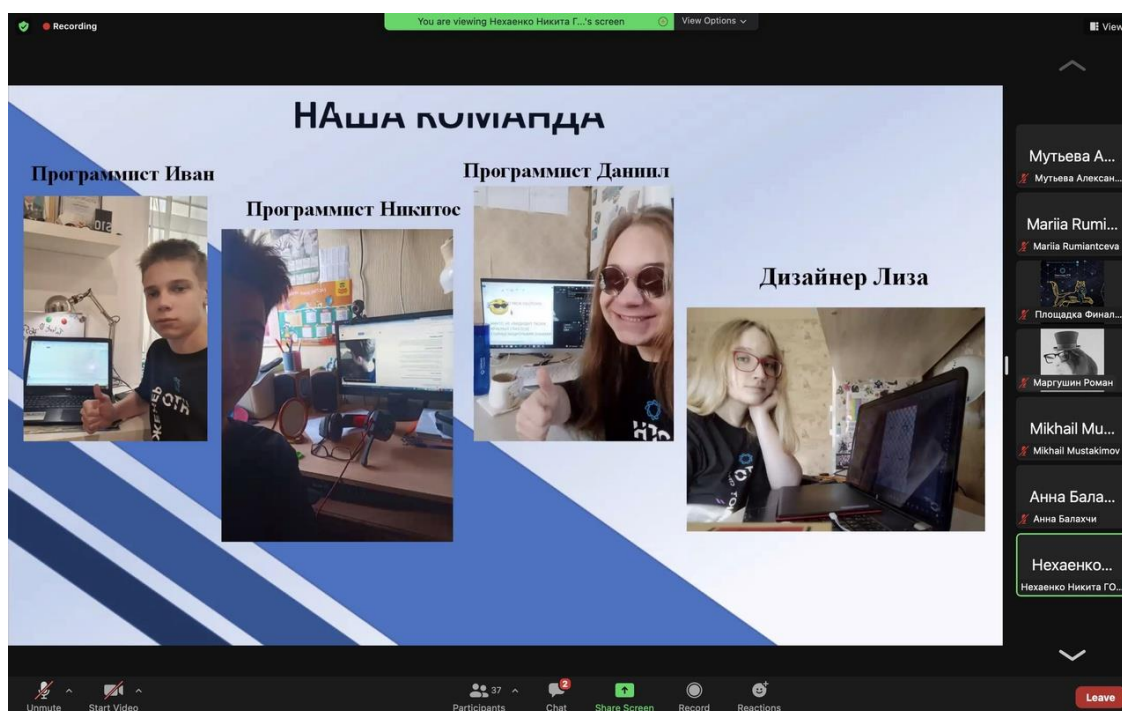 Recording
You are viewing Нехаенко Никита Г...'s screen
View Options
View
НАША КОМАНДА
Программист Иван
Программист Никитос
Программист Даниил
Дизайнер Лиза
Мутьева А...
Мутьева Алексан...
Mariia Rumi...
Mariia Rumiantceva
Площадка Финал...
Маргушин Роман
Mikhail Mu...
Mikhail Mustakimov
Анна Бала...
Анна Балахчи
Нехаенко...
Нехаенко Никита ГО...
Unmute
Start Video
37
Participants
2
Chat
Share Screen
Record
Reactions
Leave